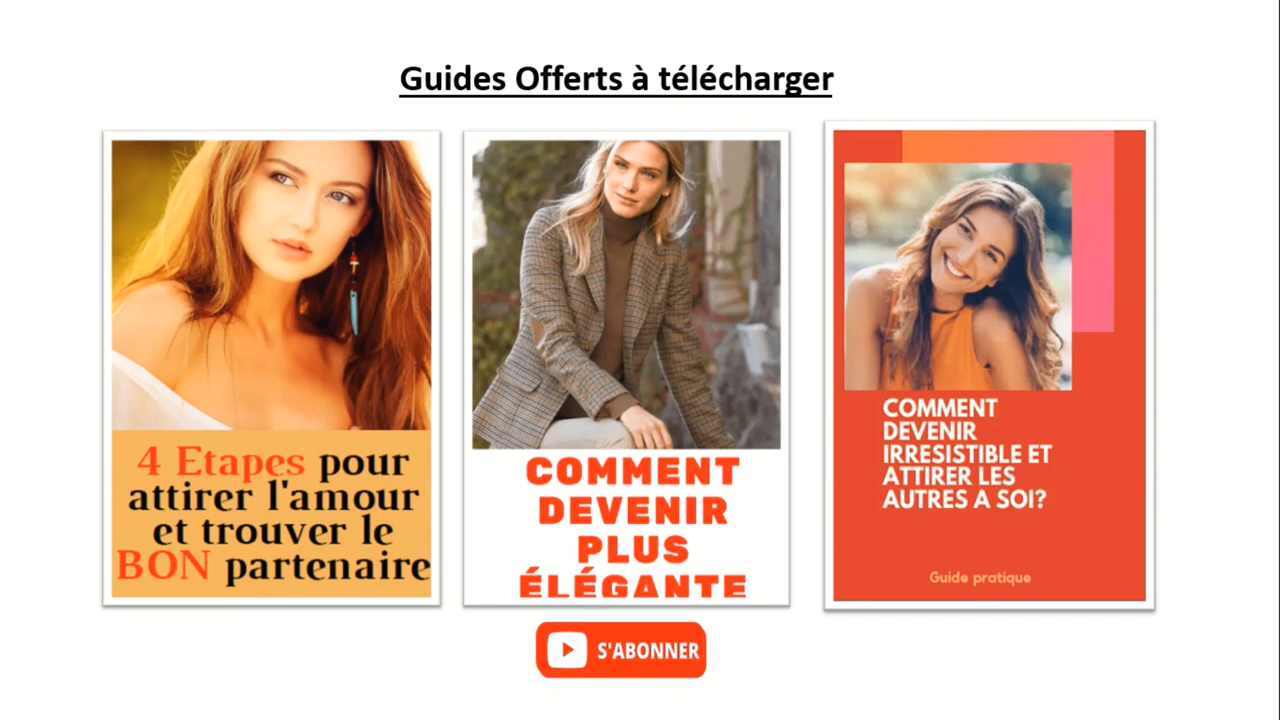 Guides Offerts à télécharger
4 Etapes pour
attirer l'amour
et trouver le
BON partenaire
COMMENT
DEVENIR
PLUS
ÉLÉGANTE
COMMENT
DEVENIR
IRRESISTIBLE ET
ATTIRER LES
AUTRES A SOI?
Guide pratique
S'ABONNER